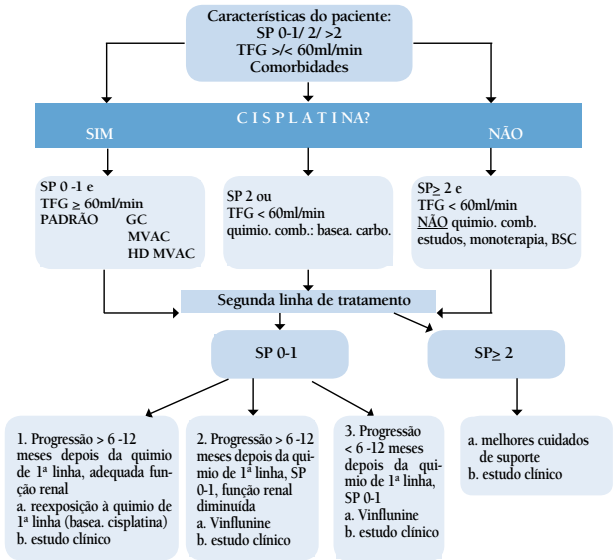 Características do paciente:
SP 0-1/ 2/ >2
TFG >/< 60ml/min
Comorbidades
C I S P L A T I NA?
SIM
NÃO
SP 0 -1 e
TFG ≥ 60ml/min
PADRÃO GC
MVAC
HD MVAC
SP 2 ou
TFG < 60ml/min
quimio. comb.: basea. carbo.
SP≥ 2 e
TFG < 60ml/min
NÃO quimio. comb.
estudos, monoterapia, BSC
Segunda linha de tratamento
SP 0-1
SP≥ 2
1. Progressão > 6 -12
meses depois da quimio
de 1ª linha, adequada fun-
ção renal
a. reexposição à quimio de
1ª linha (basea. cisplatina)
b. estudo clínico
2. Progressão > 6 -12
meses depois da qui-
mio de 1ª linha, SP
0-1, função renal
diminuída
a. Vinflunine
b. estudo clínico
3. Progressão
< 6 -12 meses
depois da qui-
mio de 1ª linha,
SP 0-1
a. Vinflunine
b. estudo clínico
a. melhores cuidados
de suporte
b. estudo clínico